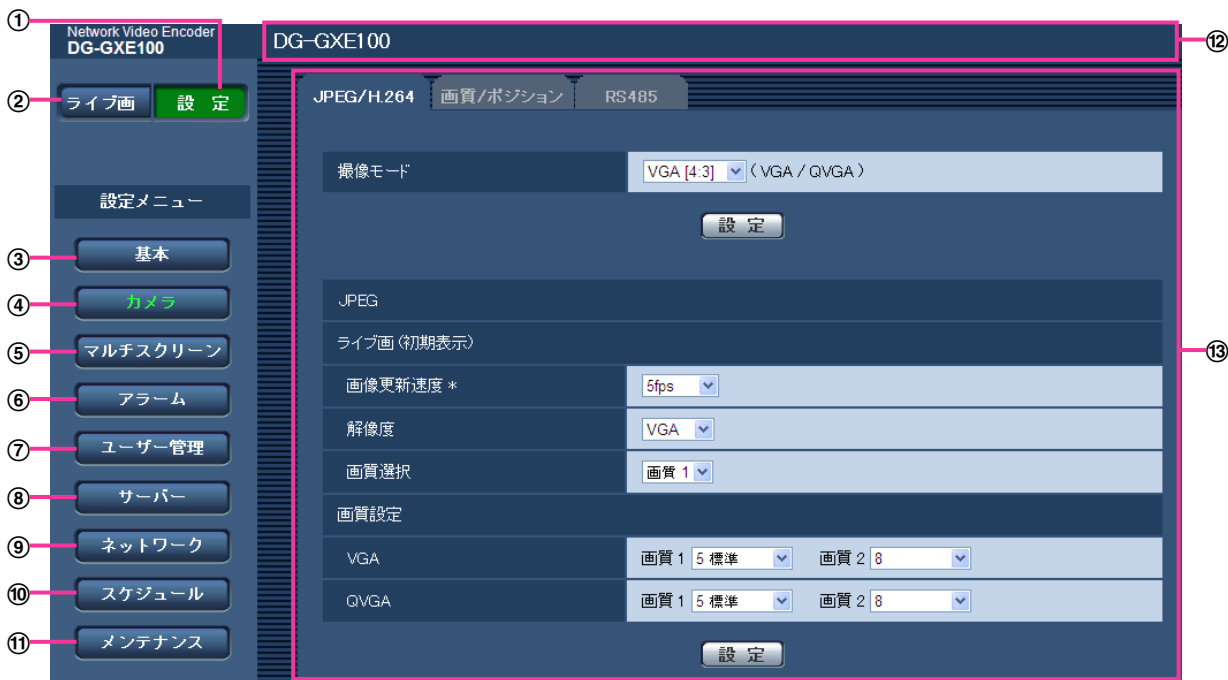 ①
Network Video Encoder
DG-GXE100
DG-GXE100
⑫
②
ライブ画 設 定
JPEG/H.264 画質/ポジション RS485
撮像モード VGA [4:3] (VGA / QVGA)
設定メニュー
設 定
③ 基本
④ カメラ
JPEG
⑤ マルチスクリーン
ライブ画(初期表示)
⑬
画像更新速度 * 5fps
⑥ アラーム
解像度 VGA
⑦ ユーザー管理
画質選択 画質 1
⑧ サーバー
画質設定
⑨ ネットワーク
VGA 画質 1 5 標準 画質 2 8
⑩ スケジュール
QVGA 画質 1 5 標準 画質 2 8
⑪ メンテナンス
設 定